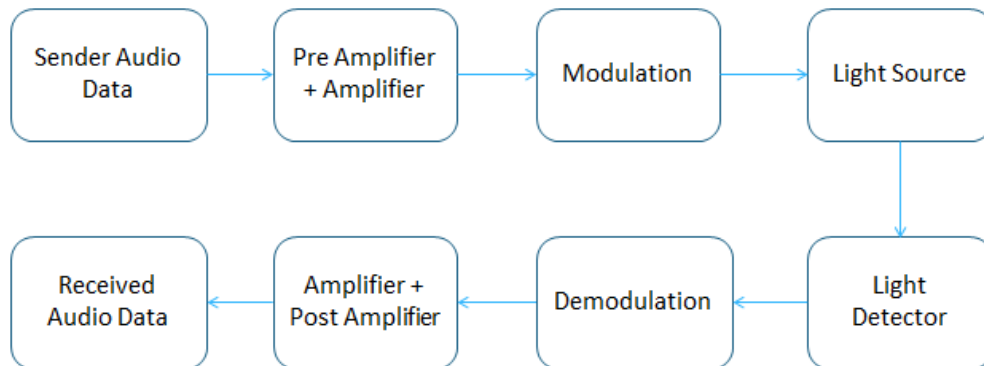 Sender Audio
Data
Pre Amplifier
+ Amplifier
Modulation
Light Source
Light
Detector
Demodulation
Amplifier +
Post Amplifier
Received
Audio Data